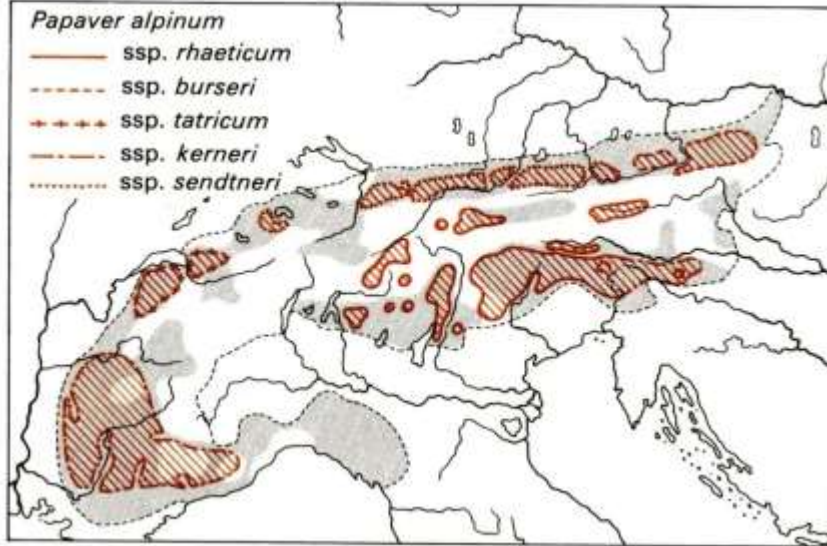 Papaver alpinum
ssp. rhaeticum
ssp. burseri
ssp. tatricum
ssp. kerneri
ssp. sendtneri